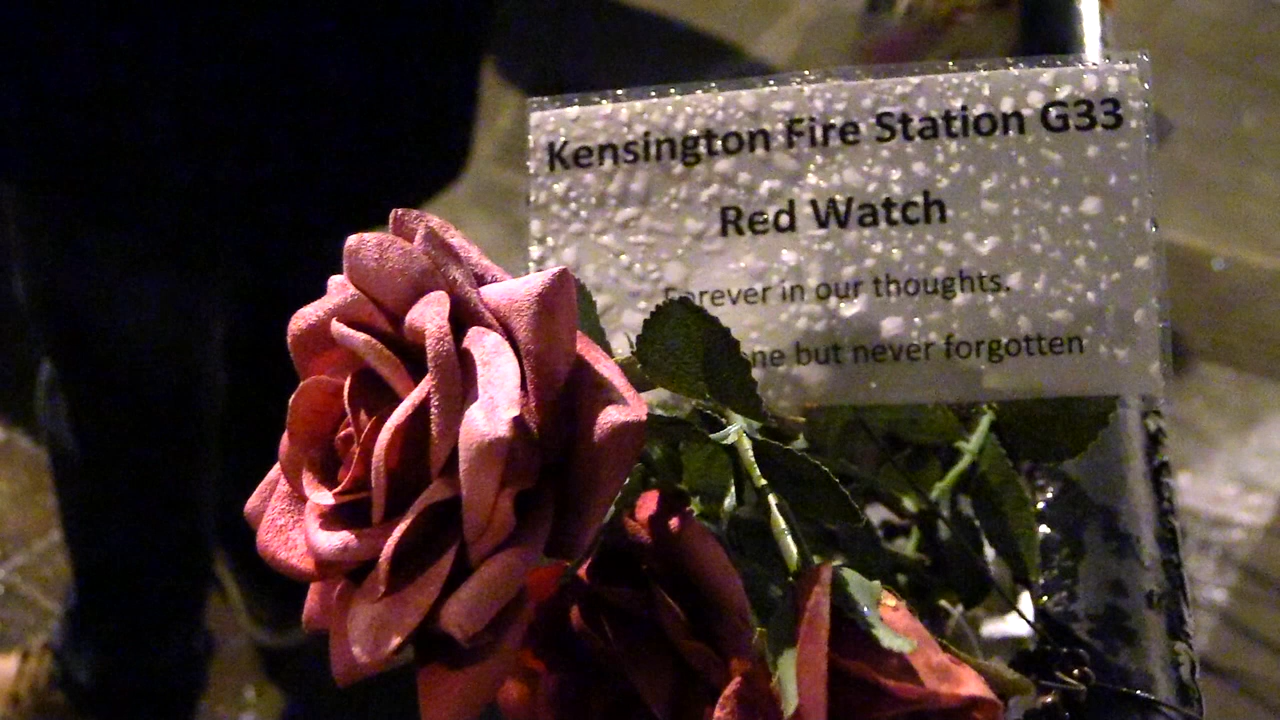 Kensington Fire Station G33
Red Watch
Forever in our thoughts.
but never forgotten